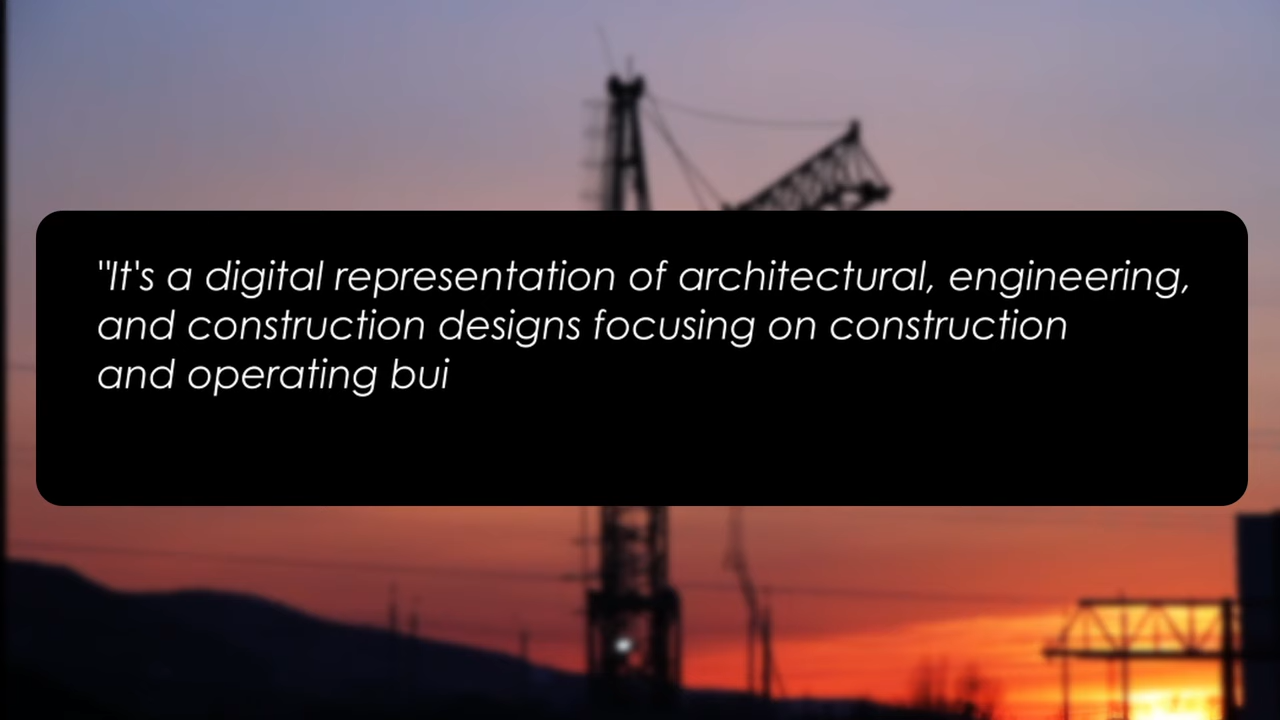 "It's a digital representation of architectural, engineering,
and construction designs focusing on construction
and operating bui